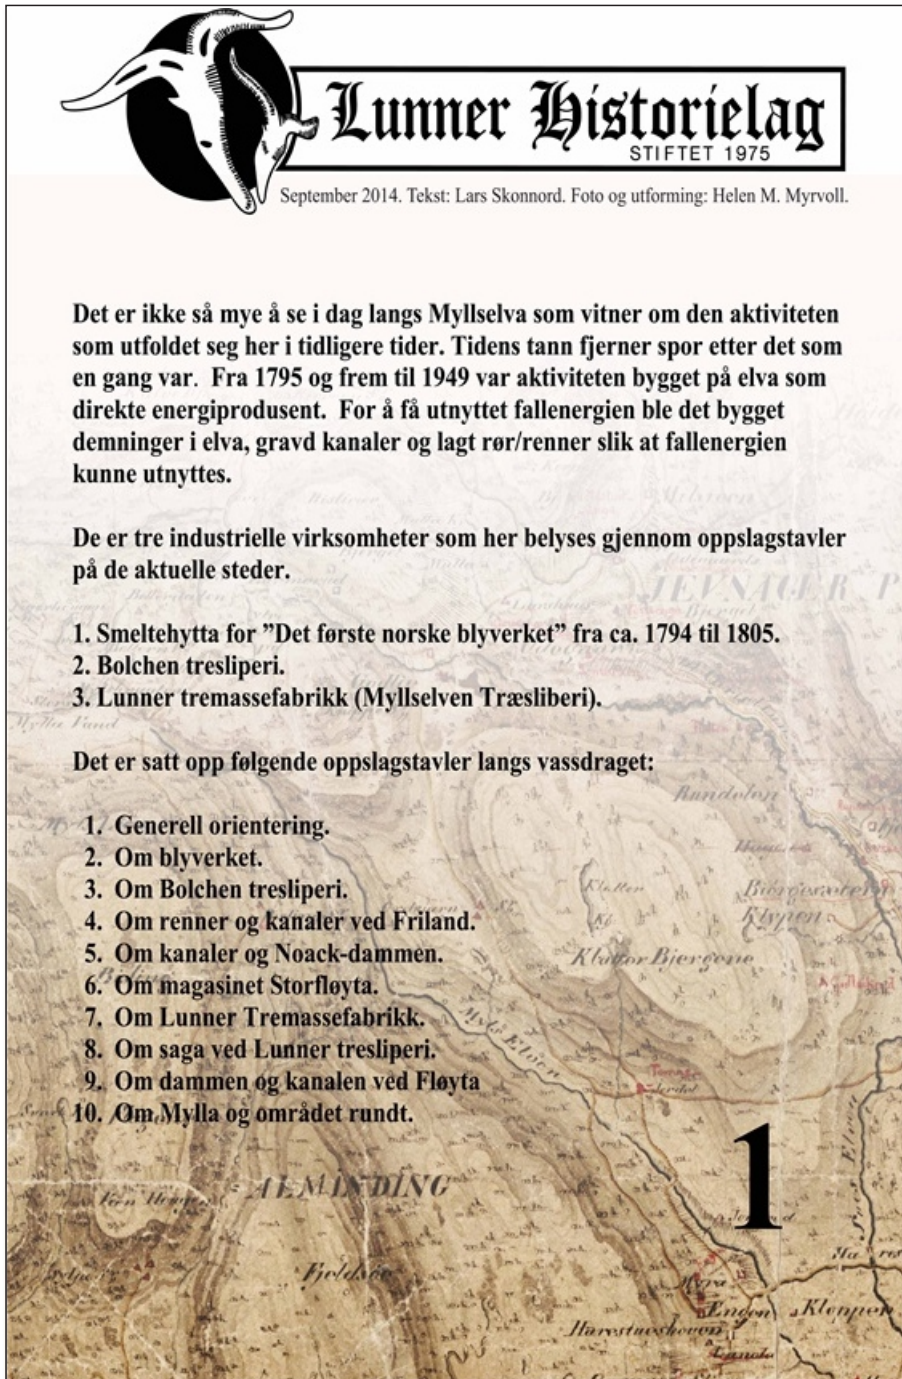 Lunner Historielag
STIFTET 1975
September 2014. Tekst: Lars Skonnord. Foto og utforming: Helen M. Myrvoll.
Det er ikke så mye å se i dag langs Myllselva som vitner om den aktiviteten
som utfoldet seg her i tidligere tider. Tidens tann fjerner spor etter det som
en gang var. Fra 1795 og frem til 1949 var aktiviteten bygget på elva som
direkte energiprodusent. For å få utnyttet fallenergien ble det bygget
demninger i elva, gravd kanaler og lagt rør/renner slik at fallenergien
kunne utnyttes.
De er tre industrielle virksomheter som her belyses gjennom oppslagstavler
på de aktuelle steder.
JEVNAGER P
1. Smeltehytta for ”Det første norske blyverket” fra ca. 1794 til 1805.
2. Bolchen tresliperi.
3. Lunner tremassefabrikk (Myllselven Træsliberi).
Det er satt opp følgende oppslagstavler langs vassdraget:
1. Generell orientering.
2. Om blyverket.
3. Om Bolchen tresliperi.
4. Om renner og kanaler ved Friland.
5. Om kanaler og Noack-dammen.
6. Om magasinet Storfløyta.
7. Om Lunner Tremassefabrikk.
8. Om saga ved Lunner tresliperi.
9. Om dammen og kanalen ved Fløyta
10. Om Mylla og området rundt.
Klatten
Klypen
Klatter Bjergene
1
ALMINDING
Engen
Kloppen